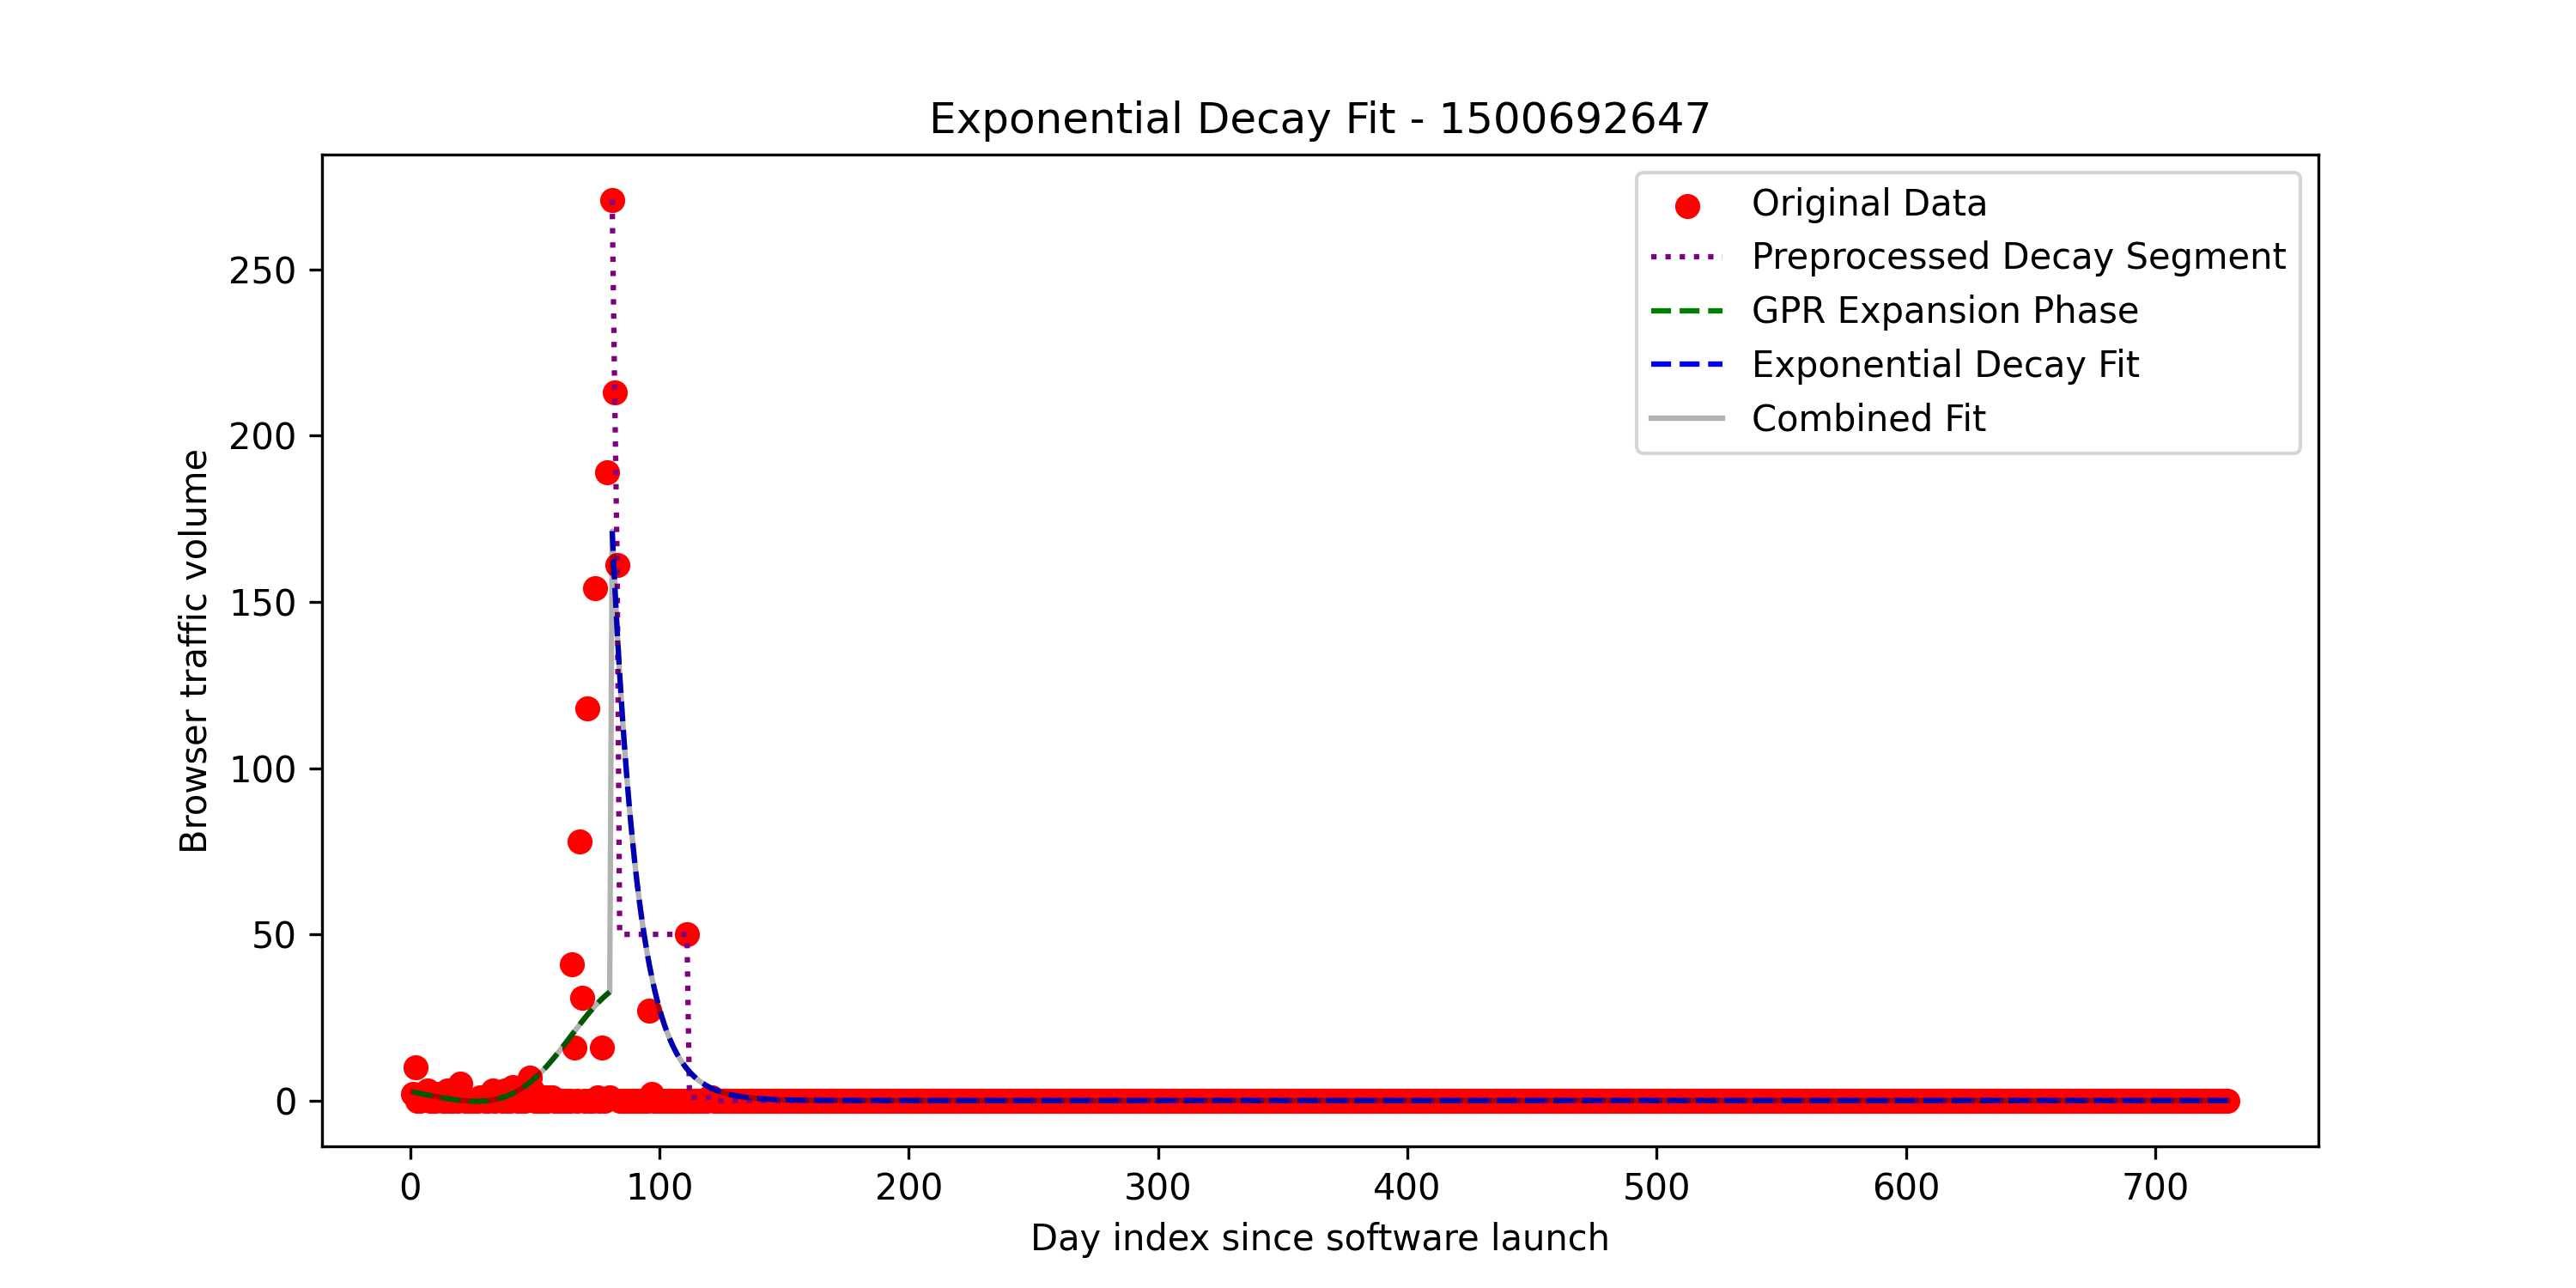 Exponential Decay Fit - 1500692647
Original Data
Preprocessed Decay Segment
GPR Expansion Phase
Exponential Decay Fit
Combined Fit
Browser traffic volume
250
200
150
100
50
0
0 100 200 300 400 500 600 700
Day index since software launch